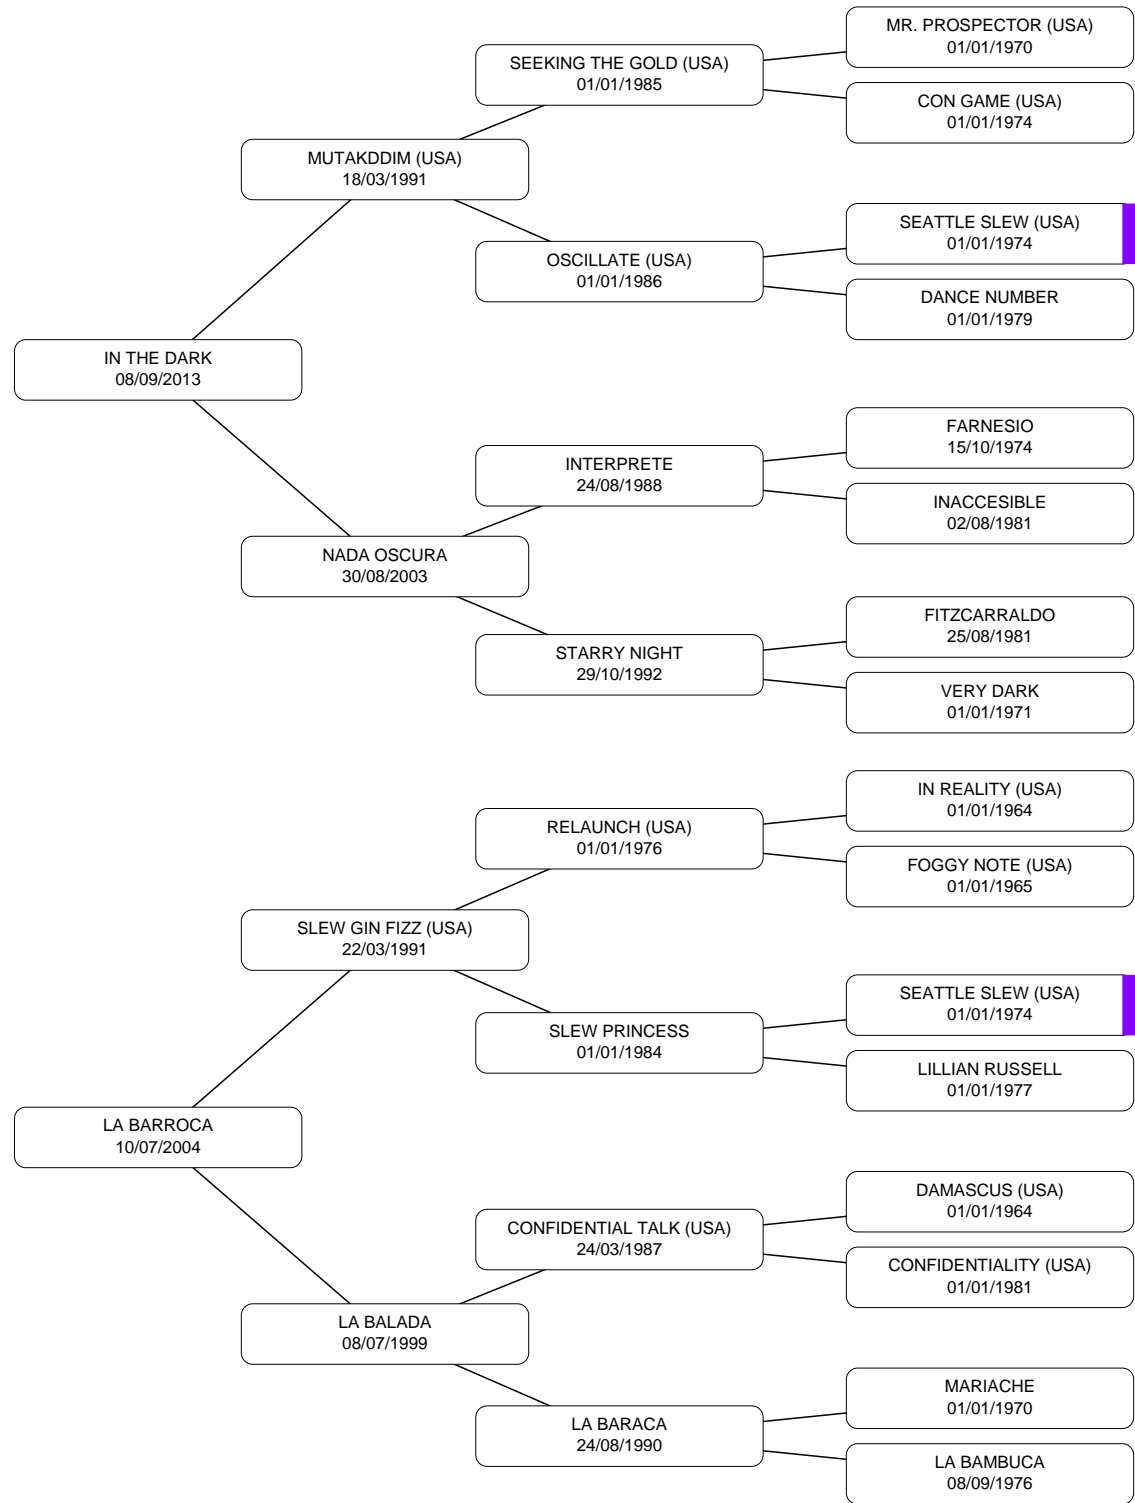 MR. PROSPECTOR (USA)
01/01/1970
SEEKING THE GOLD (USA)
01/01/1985
CON GAME (USA)
01/01/1974
MUTAKDDIM (USA)
18/03/1991
SEATTLE SLEW (USA)
01/01/1974
OSCILLATE (USA)
01/01/1986
DANCE NUMBER
01/01/1979
IN THE DARK
08/09/2013
FARNESIO
15/10/1974
INTERPRETE
24/08/1988
INACCESIBLE
02/08/1981
NADA OSCURA
30/08/2003
FITZCARRALDO
25/08/1981
STARRY NIGHT
29/10/1992
VERY DARK
01/01/1971
IN REALITY (USA)
01/01/1964
RELAUNCH (USA)
01/01/1976
FOGGY NOTE (USA)
01/01/1965
SLEW GIN FIZZ (USA)
22/03/1991
SEATTLE SLEW (USA)
01/01/1974
SLEW PRINCESS
01/01/1984
LILLIAN RUSSELL
01/01/1977
LA BARROCA
10/07/2004
DAMASCUS (USA)
01/01/1964
CONFIDENTIAL TALK (USA)
24/03/1987
CONFIDENTIALITY (USA)
01/01/1981
LA BALADA
08/07/1999
MARIACHE
01/01/1970
LA BARACA
24/08/1990
LA BAMBUCA
08/09/1976